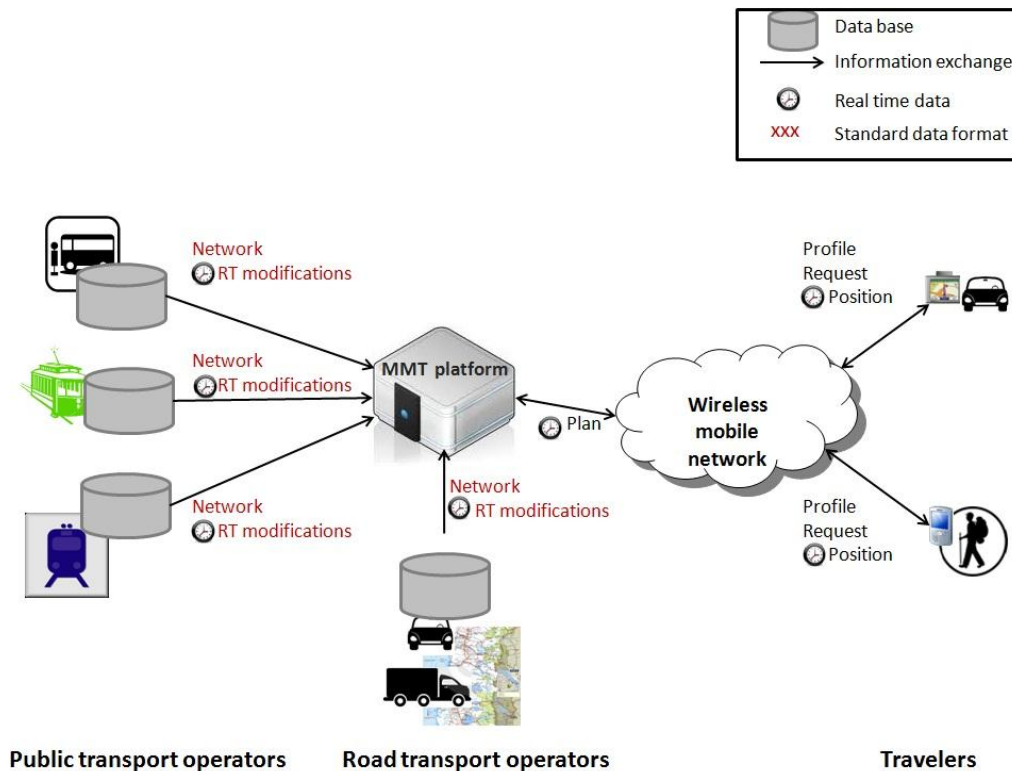 Data base
Information exchange
Real time data
xxx Standard data format
Network
RT modifications
Network
RT modifications
Network
RT modifications
MMT platform
Plan
Network
RT modifications
Wireless
mobile
network
Profile
Request
Position
Profile
Request
Position
Public transport operators
Road transport operators
Travelers